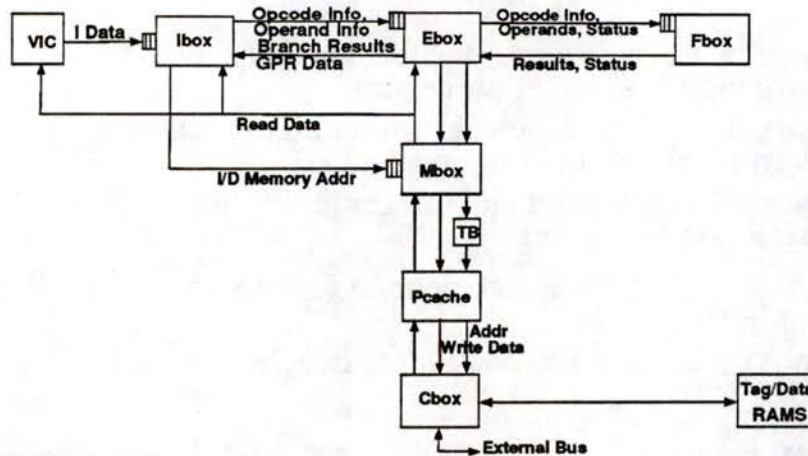 VIC
I Data
Ibox
Opcode Info,
Operand Info
Branch Results
GPR Data
Ebox
Opcode Info,
Operands, Status
Results, Status
Fbox
Read Data
I/D Memory Addr
Mbox
TB
Pcache
Addr
Write Data
Cbox
Tag/Data
RAMS
External Bus